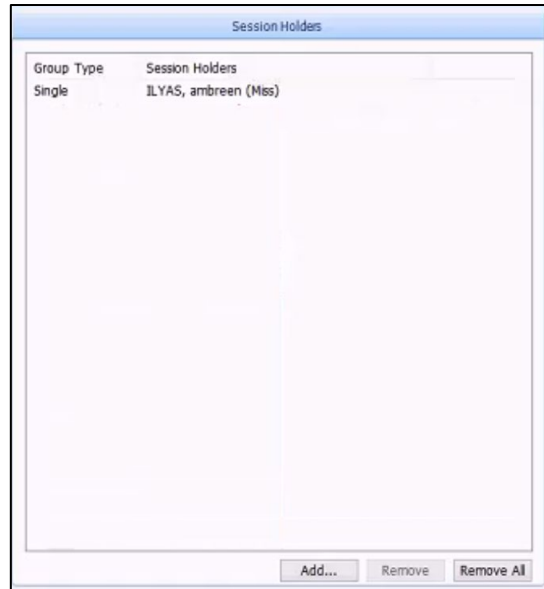 Session Holders
Group Type Session Holders
Single ILYAS, ambreen (Miss)
Add... Remove Remove All